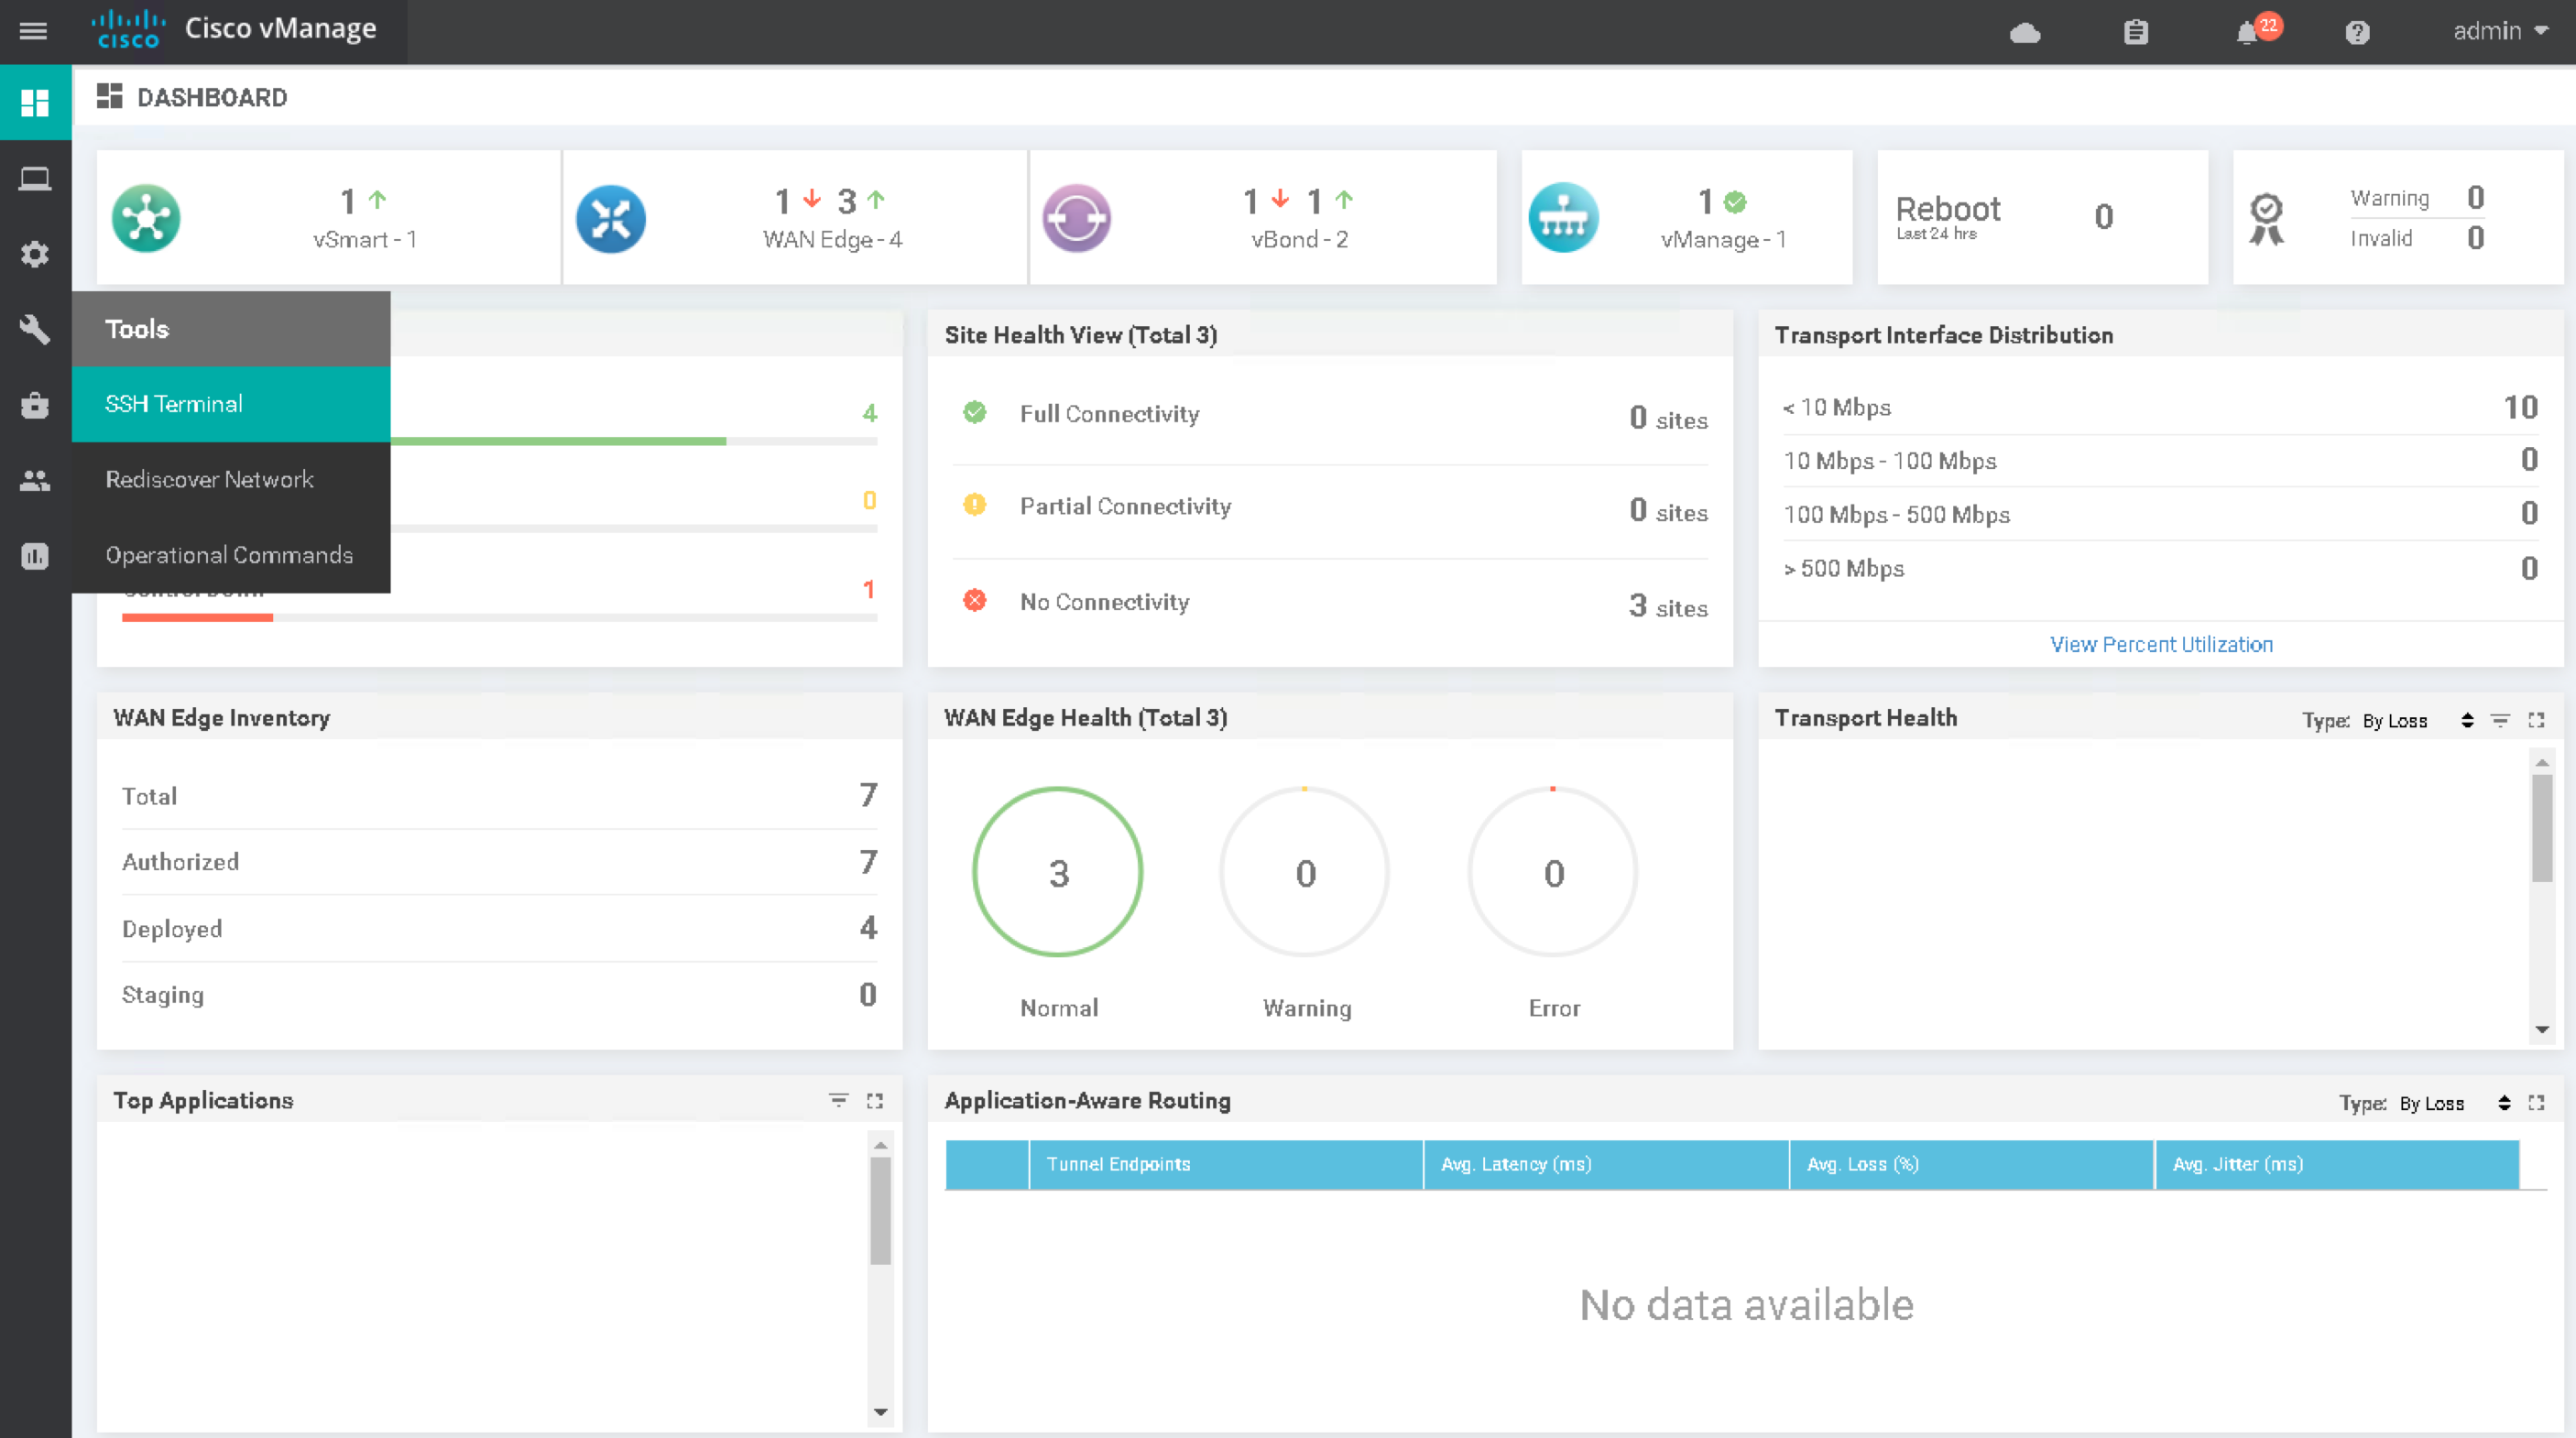 CISCO
Cisco vManage
22
admin
DASHBOARD
1 3 1 1 1
vSmart - 1
WAN Edge - 4
vBond - 2
vManage - 1
Reboot 0
Last 24 hrs
Warning 0
Invalid 0
Tools
SSH Terminal
Rediscover Network
Operational Commands
4
0
1
Site Health View (Total 3)
Full Connectivity 0 sites
Partial Connectivity 0 sites
No Connectivity 3 sites
Transport Interface Distribution
< 10 Mbps 10
10 Mbps - 100 Mbps 0
100 Mbps - 500 Mbps 0
> 500 Mbps 0
View Percent Utilization
WAN Edge Inventory
Total 7
Authorized 7
Deployed 4
Staging 0
WAN Edge Health (Total 3)
3 0 0
Normal Warning Error
Transport Health Type: By Loss
Top Applications
Application-Aware Routing Type: By Loss
Tunnel Endpoints Avg. Latency (ms) Avg. Loss (%) Avg. Jitter (ms)
No data available